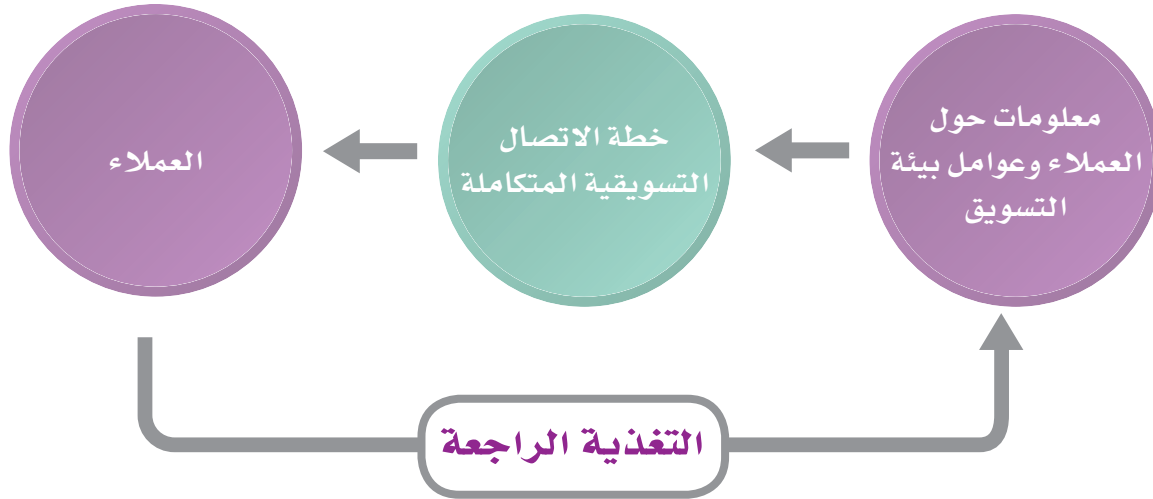 معلومات حول
العملاء وعوامل بيئة
التسويق
خطة الاتصال
التسويقية المتكاملة
العملاء
التغذية الراجعة